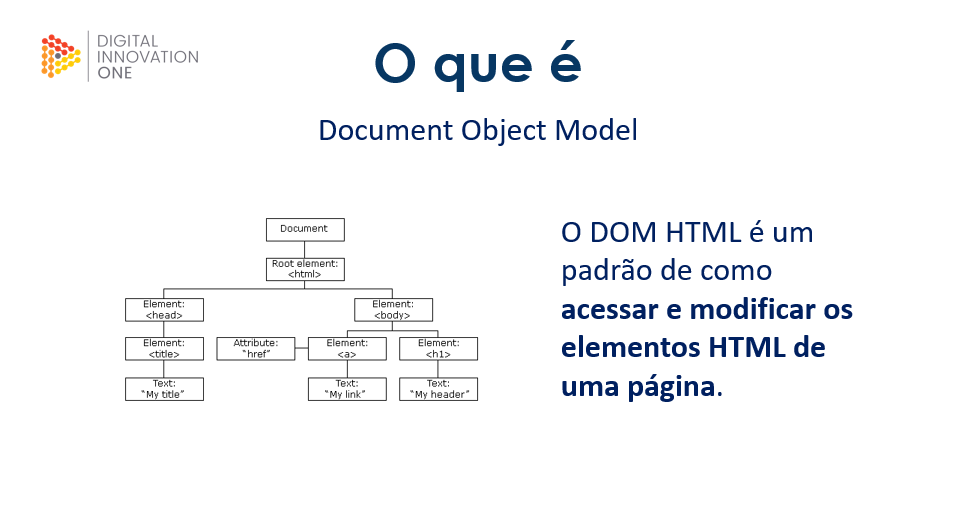 DIGITAL
INNOVATION
ONE
O que é
Document Object Model
Document
Root element:
<html>
Element:
<head>
Element:
<body>
Element:
<title>
Attribute:
“href”
Element:
<a>
Element:
<h1>
Text:
“My title”
Text:
“My link”
Text:
“My header”
O DOM HTML é um
padrão de como
acessar e modificar os
elementos HTML de
uma página.